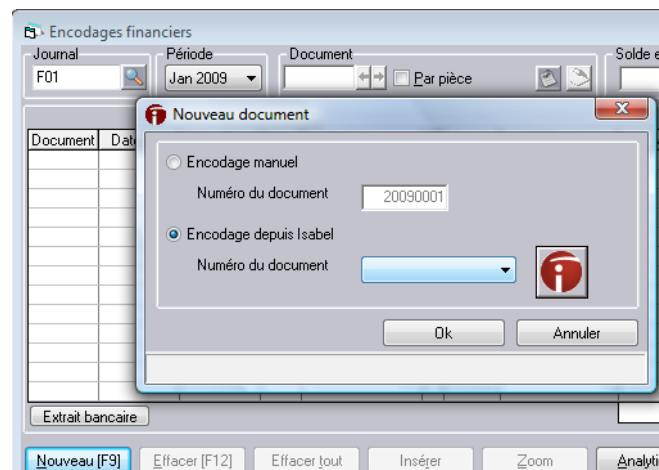 Encodages financiers
Journal Période Document Solde e
F01 Jan 2009 Par pièce
Nouveau document
Document Date
Encodage manuel
Numéro du document 20090001
Encodage depuis Isabel
Numéro du document
Ok Annuler
Extrait bancaire
Nouveau [F9] Effacer [F12] Effacer tout Insérer Zoom Analyti